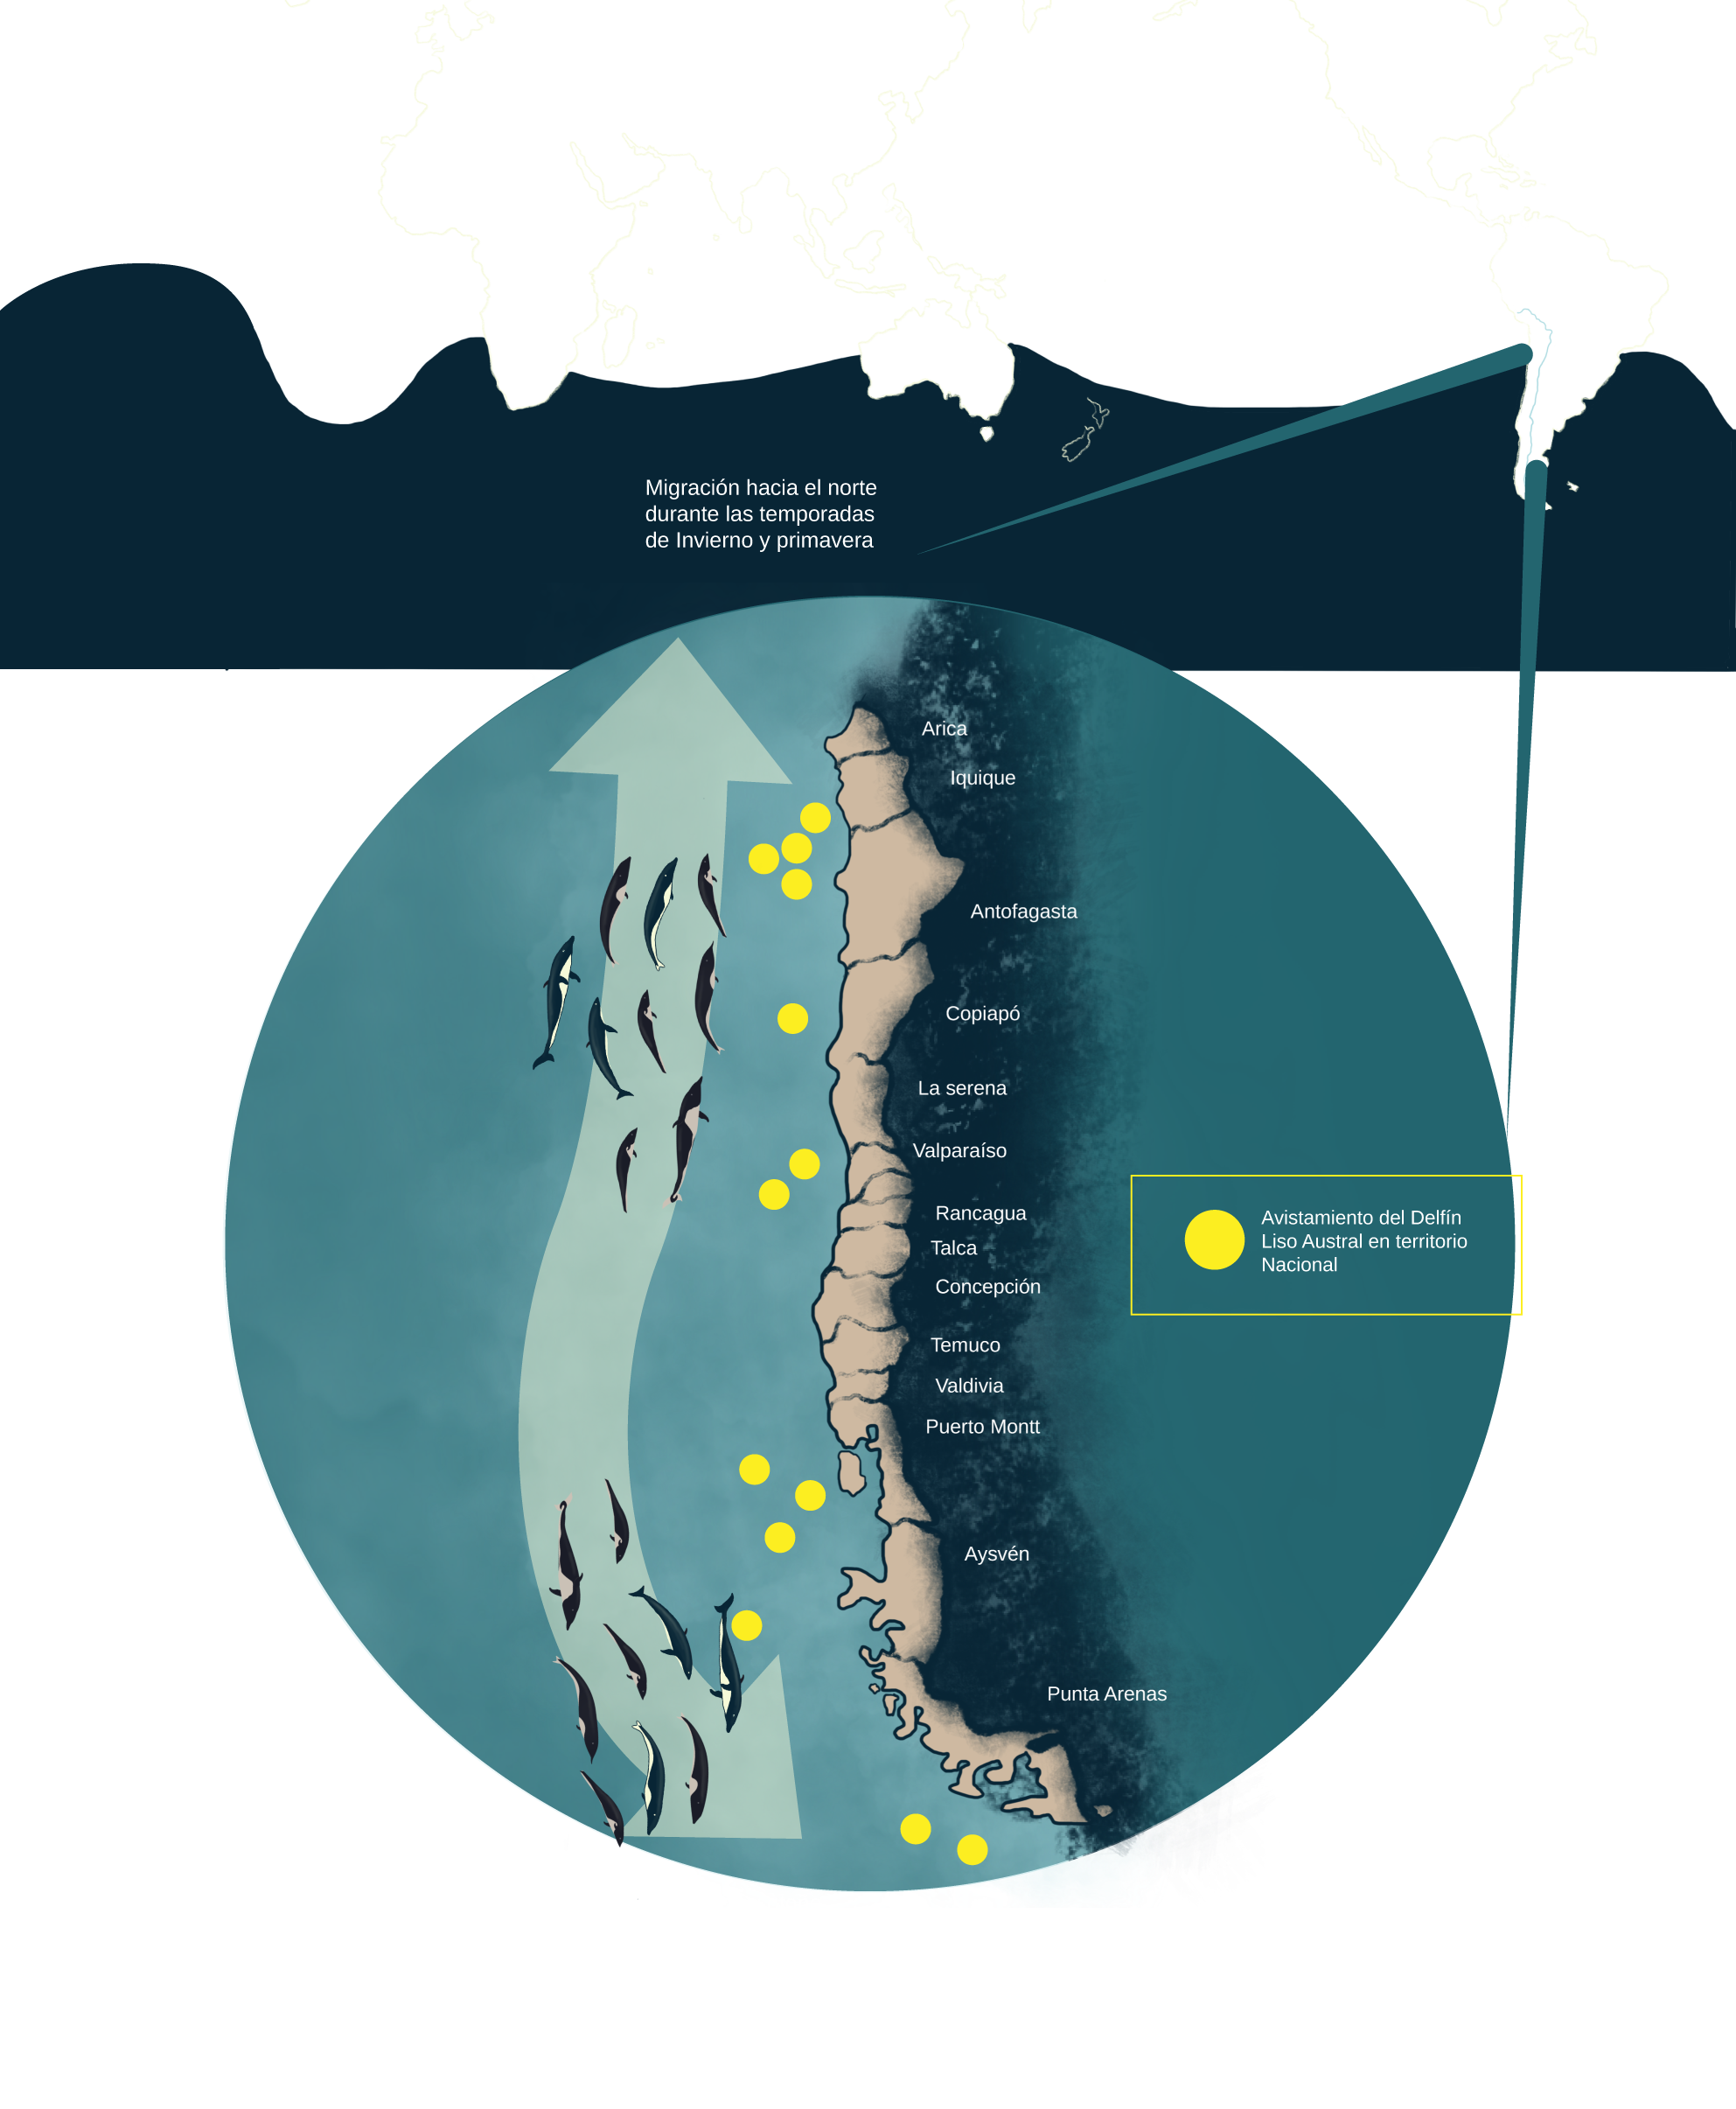 Migración hacia el norte
durante las temporadas
de Invierno y primavera
Arica
Iquique
Antofagasta
Copiapó
La serena
Valparaíso
Rancagua
Talca
Concepción
Temuco
Valdivia
Puerto Montt
Aysvén
Punta Arenas
Avistamiento del Delfín
Liso Austral en territorio
Nacional